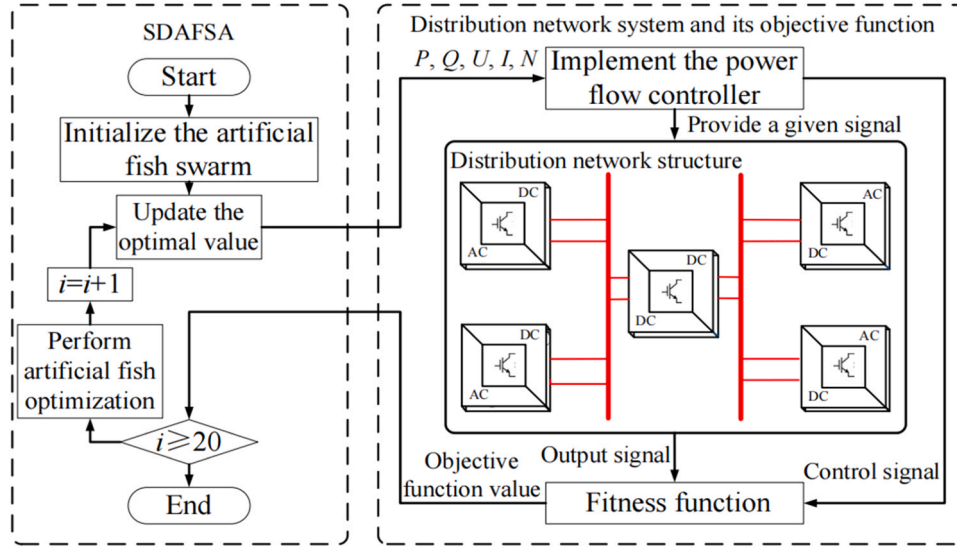 SDAFSA
Start
Initialize the artificial
fish swarm
Update the
optimal value
i=i+1
Perform
artificial fish
optimization
i≥20
End
Distribution network system and its objective function
P, Q, U, I, N
Implement the power
flow controller
Provide a given signal
Distribution network structure
DC
AC
DC
AC
DC
DC
AC
DC
AC
DC
Output signal
Objective
function value
Control signal
Fitness function